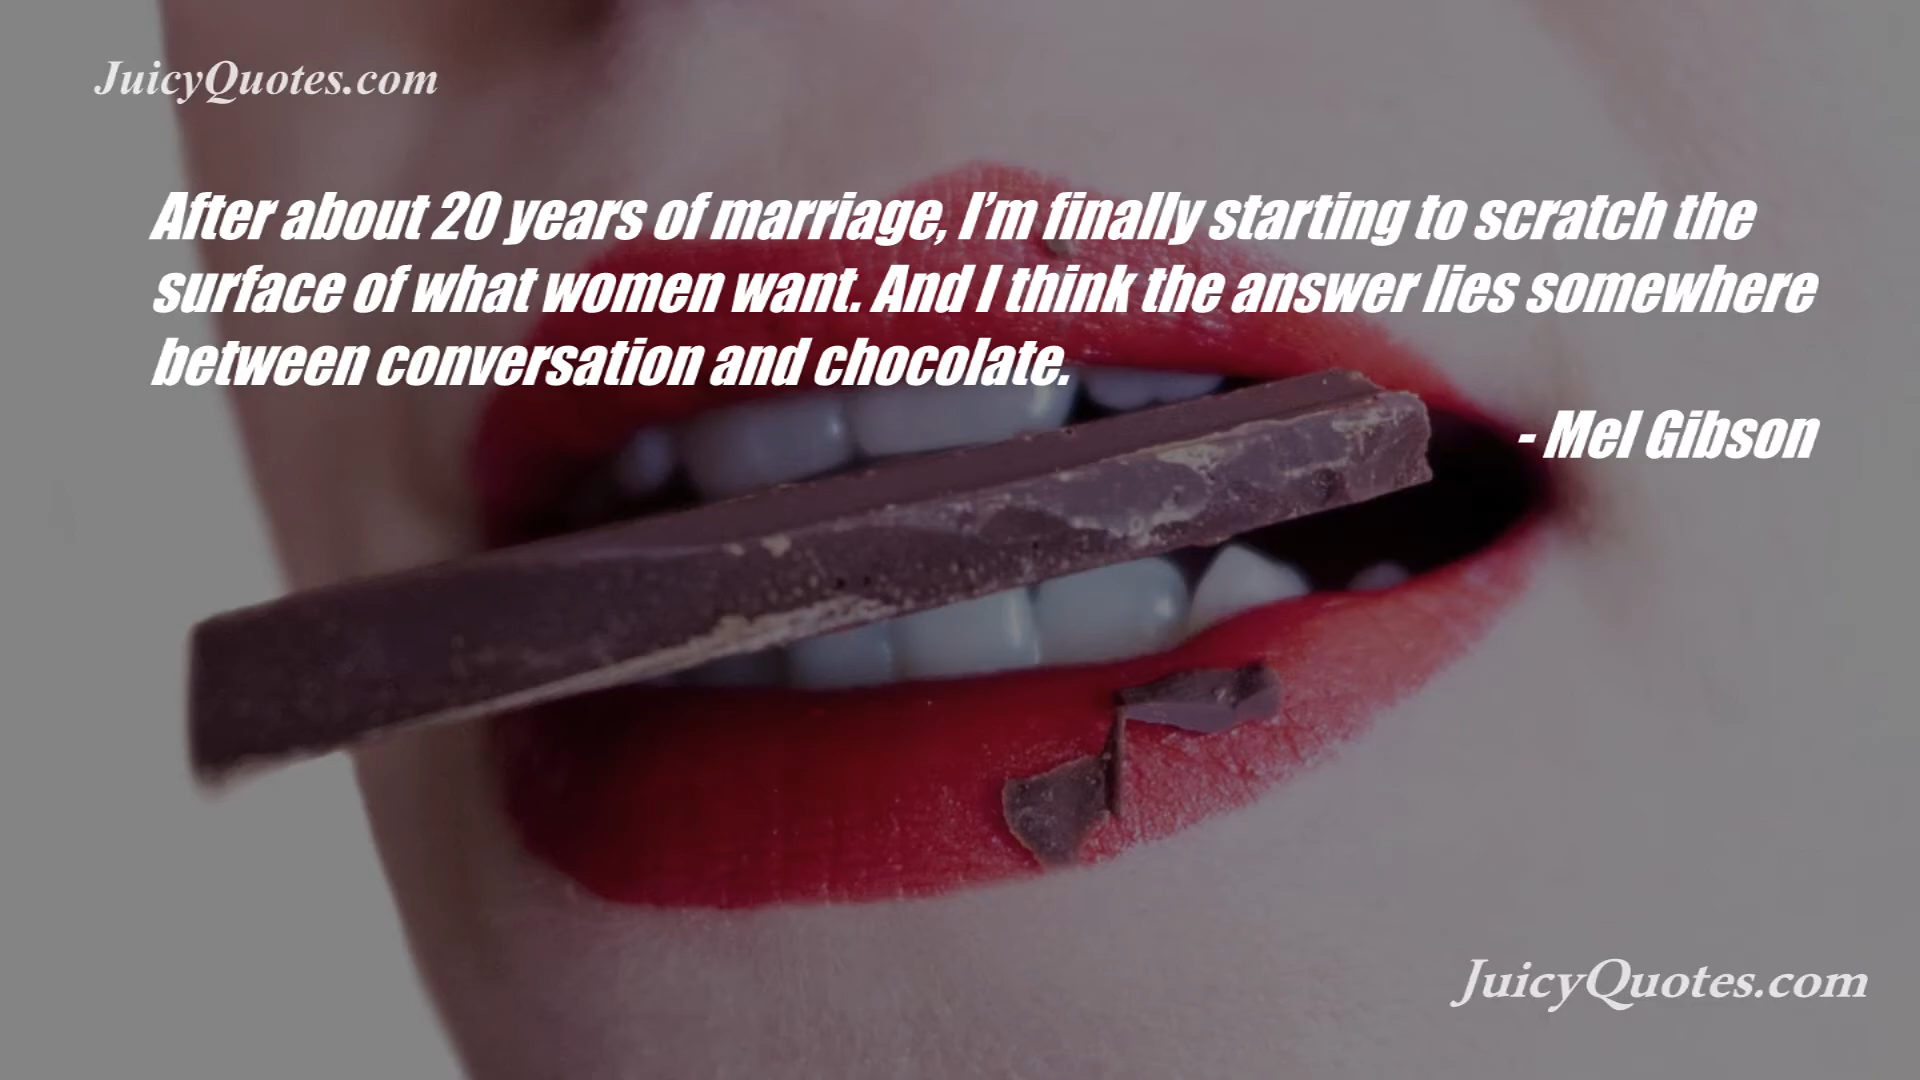 JuicyQuotes.com
After about 20 years of marriage, I’m finally starting to scratch the
surface of what women want. And I think the answer lies somewhere
between conversation and chocolate.
- Mel Gibson
JuicyQuotes.com